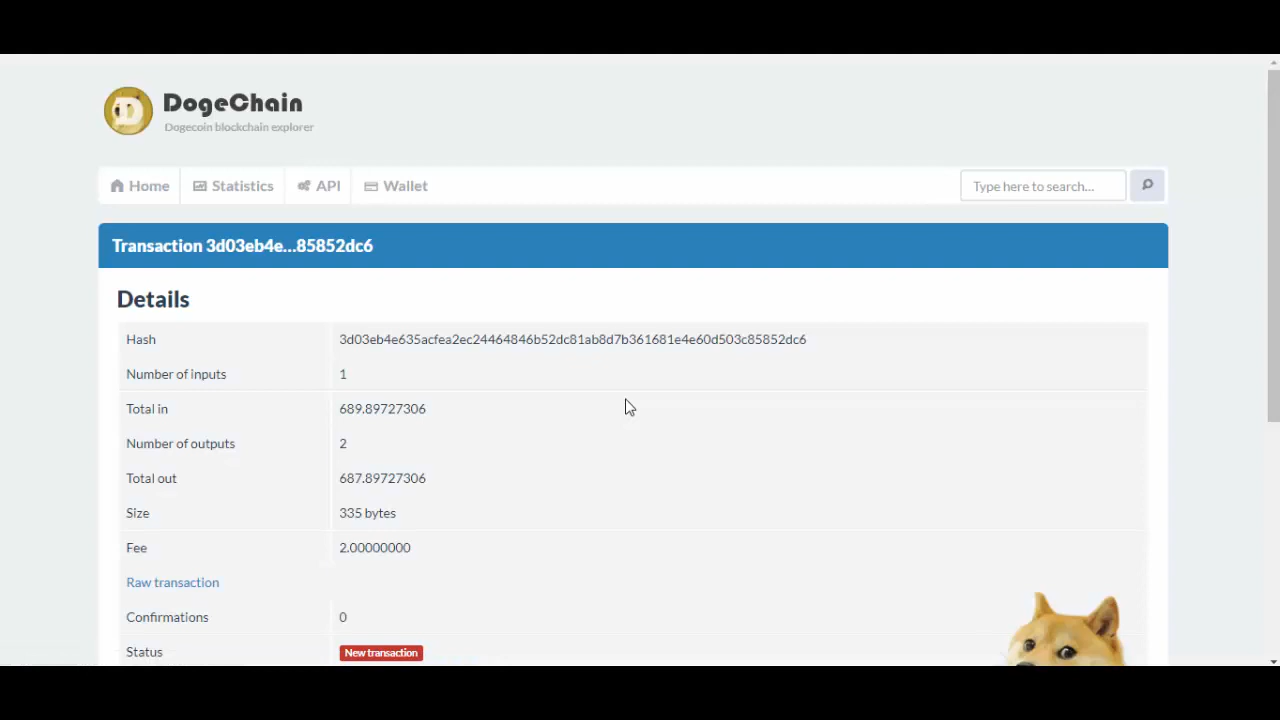 DogeChain
Dogecoin blockchain explorer
Home Statistics API Wallet Type here to search...
Transaction 3d03eb4e...85852dc6
Details
Hash 3d03eb4e635acfea2ec24464846b52dc81ab8d7b361681e4e60d503c85852dc6
Number of inputs 1
Total in 689.89727306
Number of outputs 2
Total out 687.89727306
Size 335 bytes
Fee 2.00000000
Raw transaction
Confirmations 0
Status New transaction